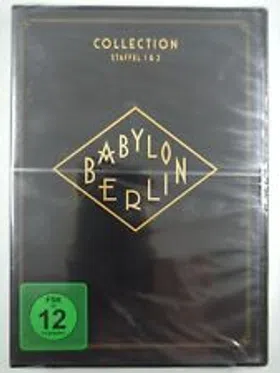 COLLECTION
STAFFEL 1 & 2
BABYLON
BERLIN
FSK
12